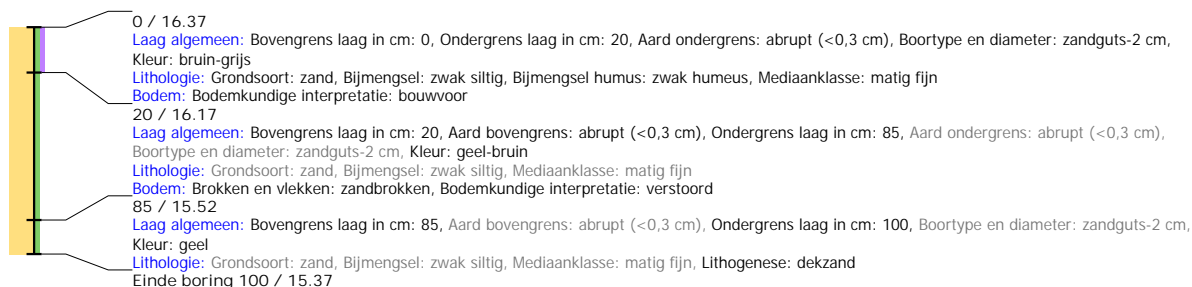 0 / 16.37
Laag algemeen: Bovengrens laag in cm: 0, Ondergrens laag in cm: 20, Aard ondergrens: abrupt (<0,3 cm), Boortype en diameter: zandguts-2 cm,
Kleur: bruin-grijs
Lithologie: Grondsoort: zand, Bijmengsel: zwak siltig, Bijmengsel humus: zwak humeus, Mediaanklasse: matig fijn
Bodem: Bodemkundige interpretatie: bouwvoor
20 / 16.17
Laag algemeen: Bovengrens laag in cm: 20, Aard bovengrens: abrupt (<0,3 cm), Ondergrens laag in cm: 85, Aard ondergrens: abrupt (<0,3 cm),
Boortype en diameter: zandguts-2 cm, Kleur: geel-bruin
Lithologie: Grondsoort: zand, Bijmengsel: zwak siltig, Mediaanklasse: matig fijn
Bodem: Brokken en vlekken: zandbrokken, Bodemkundige interpretatie: verstoord
85 / 15.52
Laag algemeen: Bovengrens laag in cm: 85, Aard bovengrens: abrupt (<0,3 cm), Ondergrens laag in cm: 100, Boortype en diameter: zandguts-2 cm,
Kleur: geel
Lithologie: Grondsoort: zand, Bijmengsel: zwak siltig, Mediaanklasse: matig fijn, Lithogenese: dekzand
Einde boring 100 / 15.37